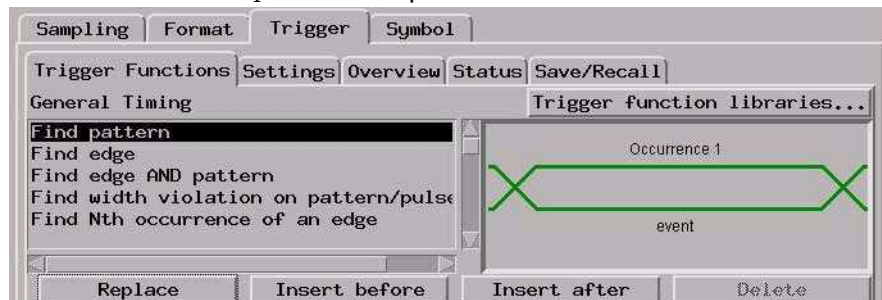 Sampling Format Trigger Symbol
Trigger Functions Settings Overview Status Save/Recall
General Timing Trigger function libraries...
Find pattern
Find edge
Find edge AND pattern
Find width violation on pattern/pulse
Find Nth occurrence of an edge
Occurrence 1
event
Replace Insert before Insert after Delete